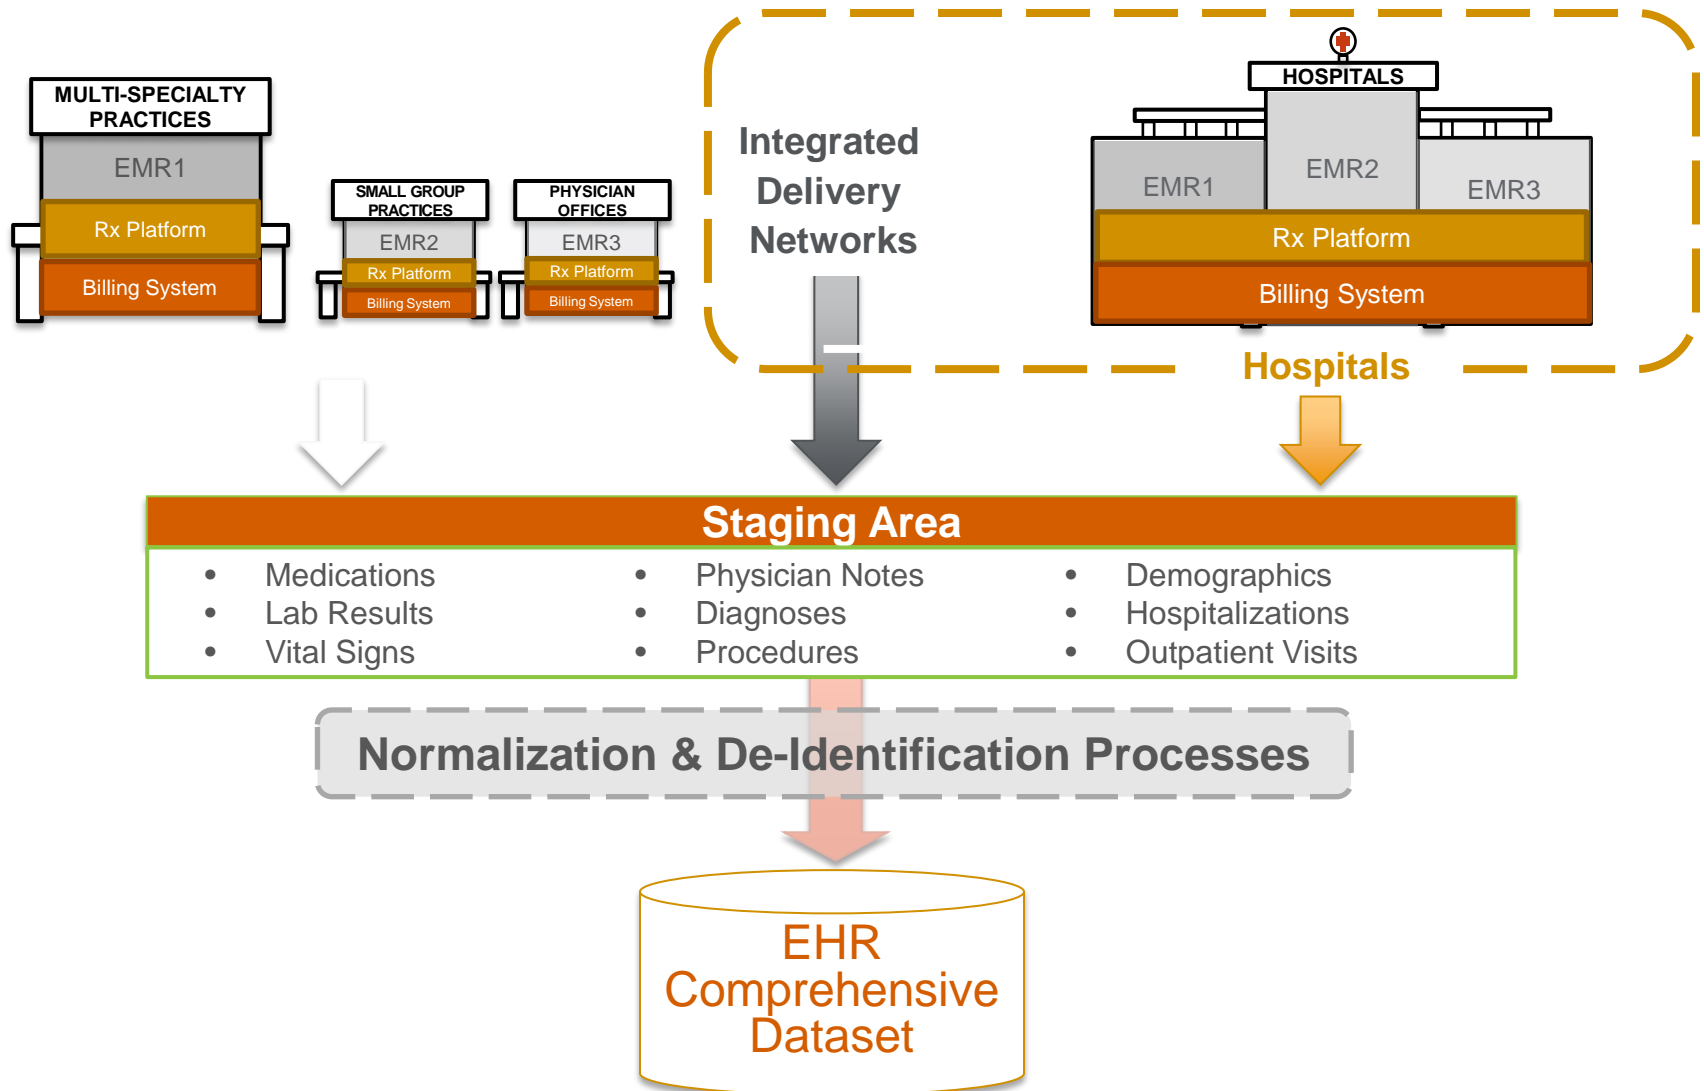 MULTI-SPECIALTY
PRACTICES
EMR1
Rx Platform
Billing System
SMALL GROUP
PRACTICES
EMR2
Rx Platform
Billing System
PHYSICIAN
OFFICES
EMR3
Rx Platform
Billing System
Integrated
Delivery
Networks
HOSPITALS
EMR1
EMR2
EMR3
Rx Platform
Billing System
Hospitals
Staging Area
• Medications
• Lab Results
• Vital Signs
• Physician Notes
• Diagnoses
• Procedures
• Demographics
• Hospitalizations
• Outpatient Visits
Normalization & De-Identification Processes
EHR
Comprehensive
Dataset